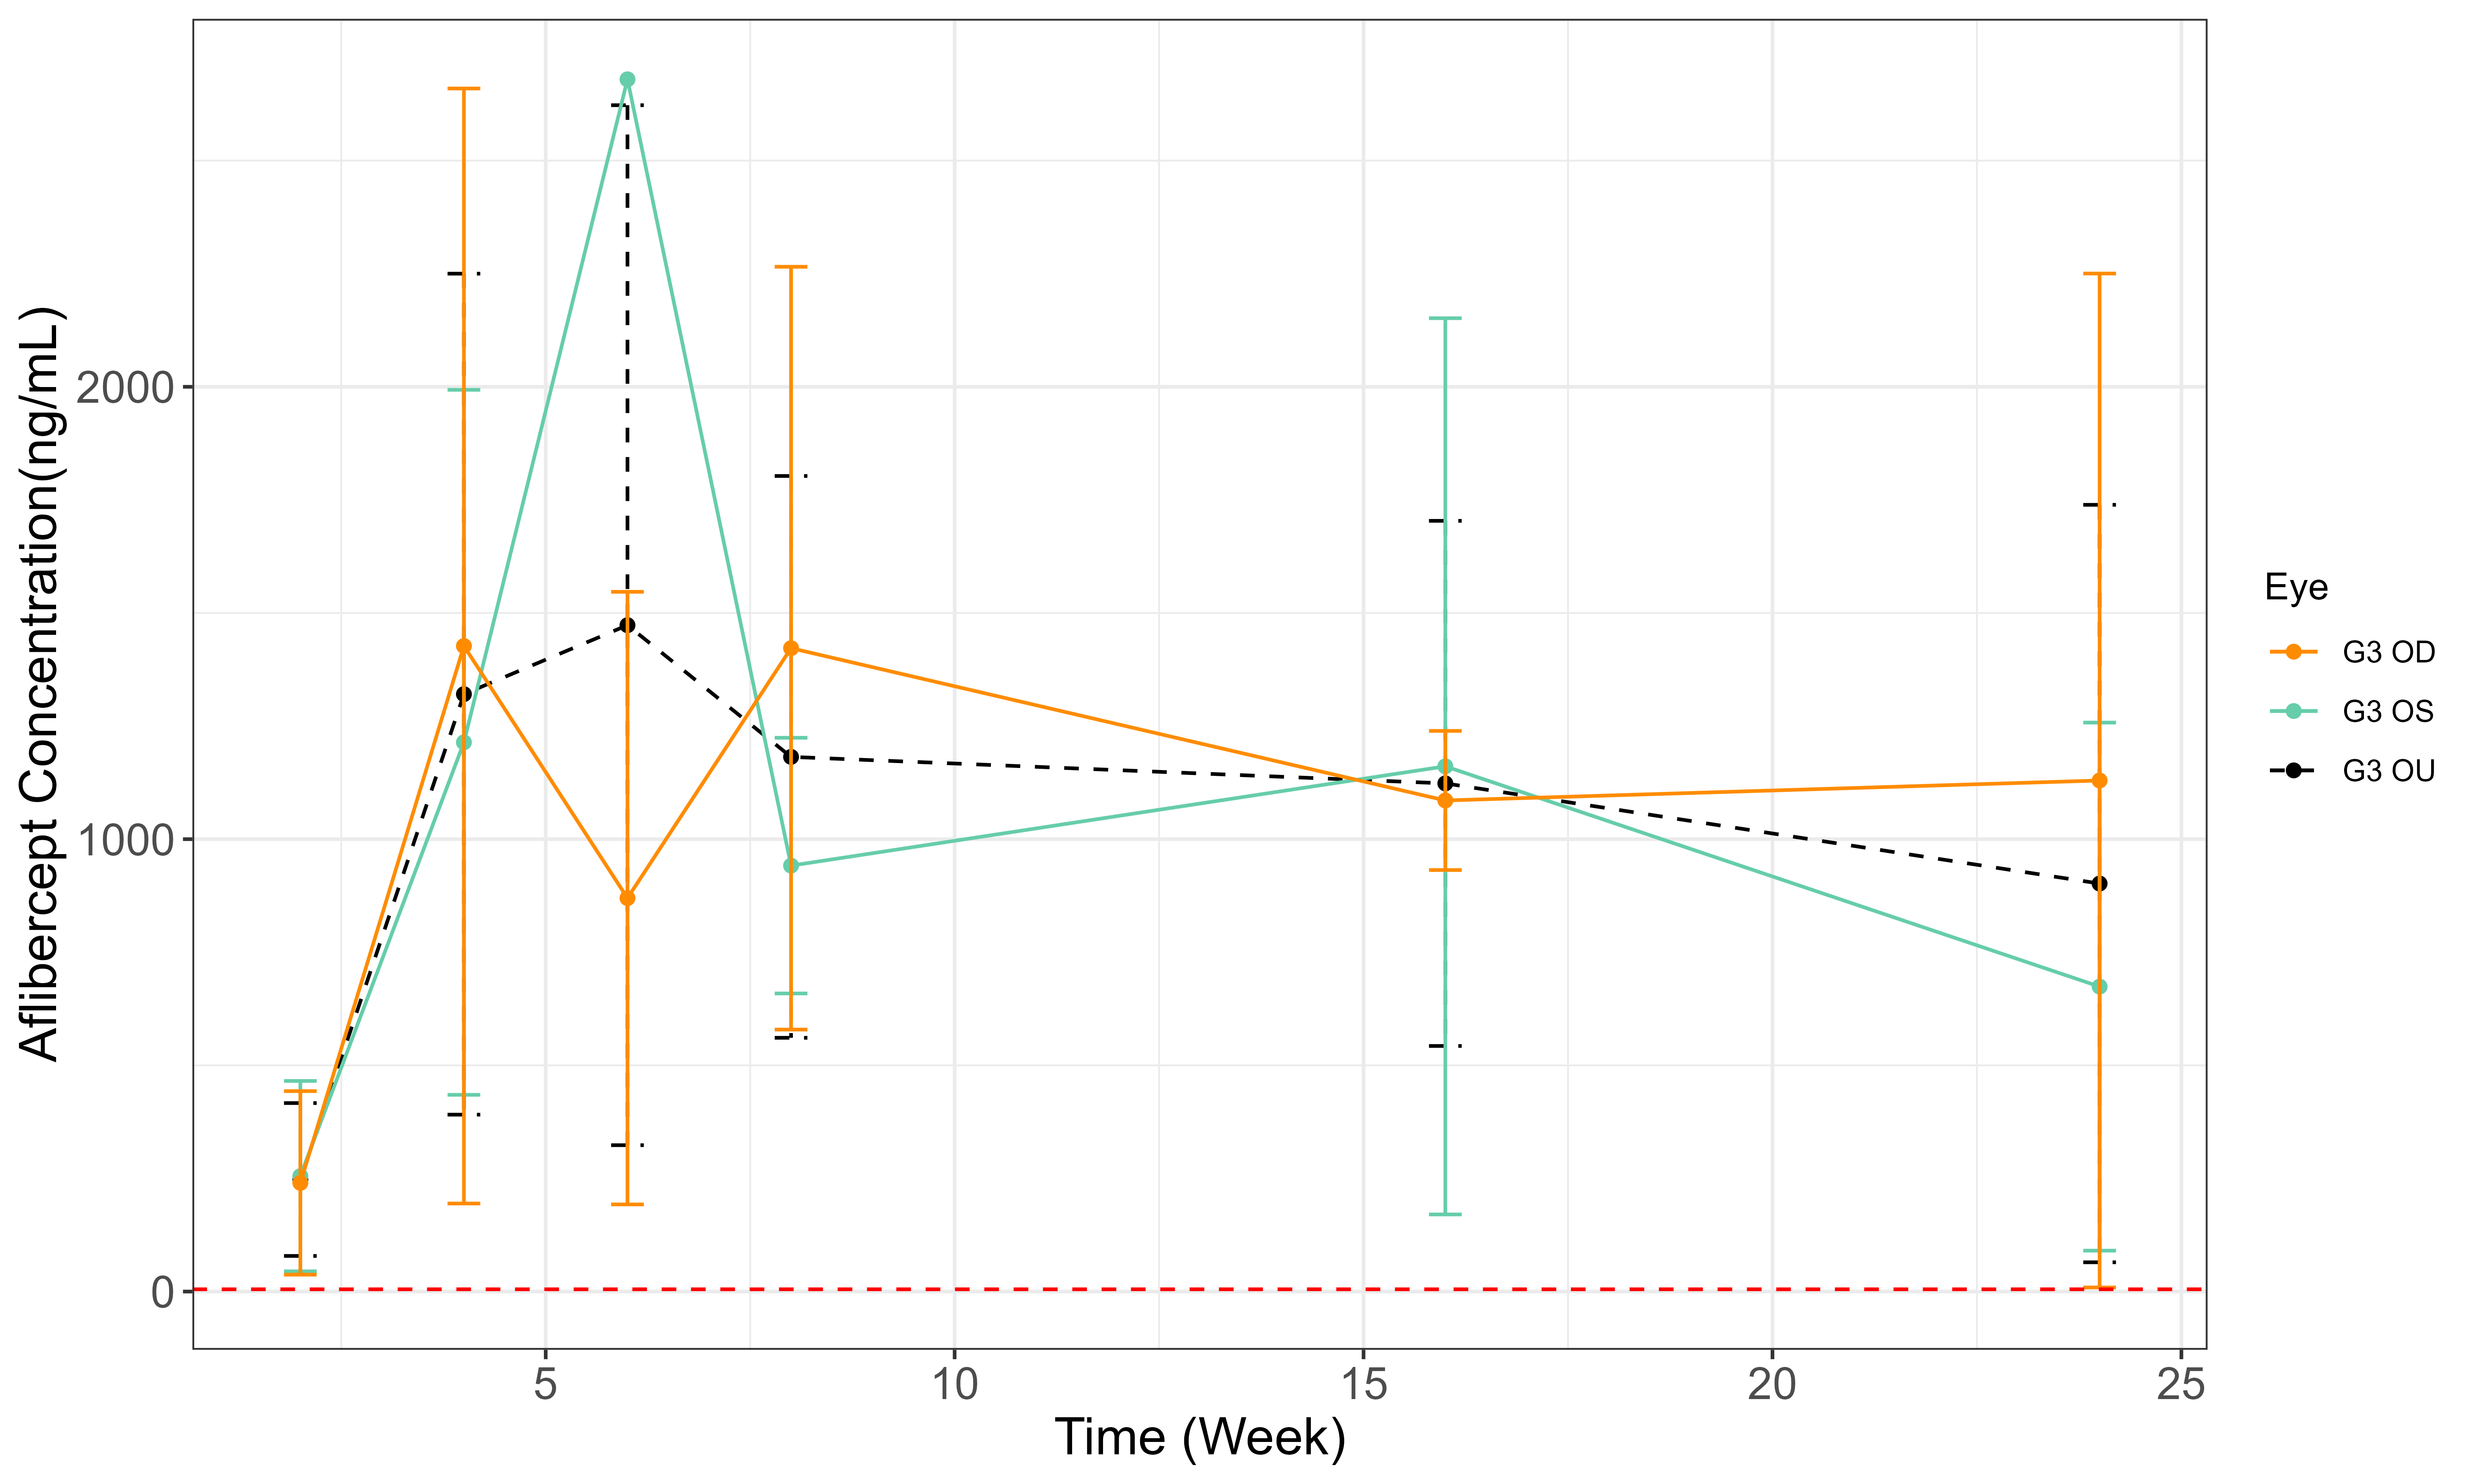 Aflibercept Concentration(ng/mL)
2000
1000
0
5
10
15
20
25
Time (Week)
Eye
G3 OD
G3 OS
G3 OU